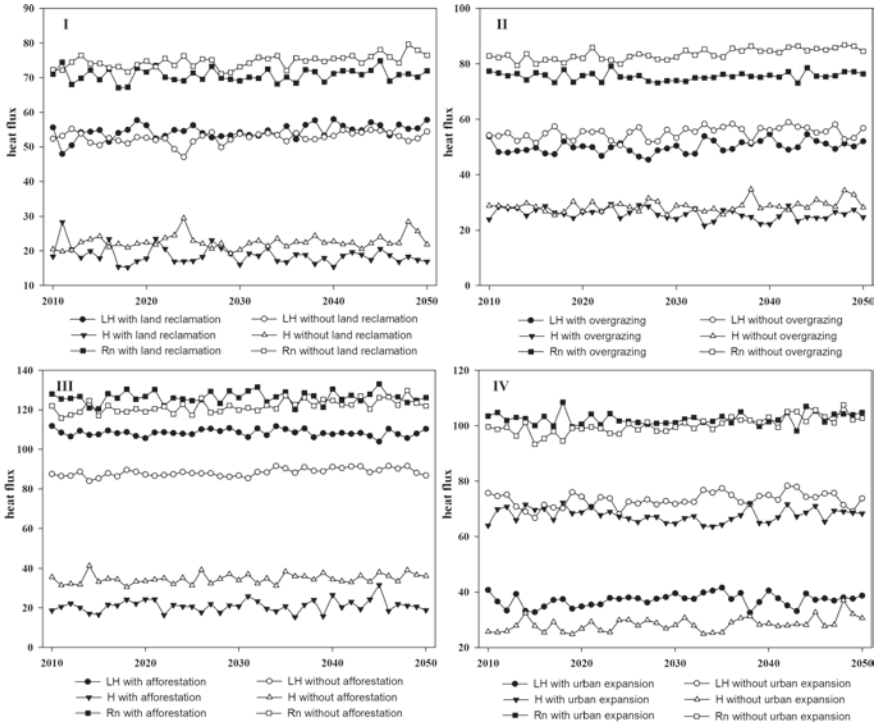 I
90
80
70
60
50
40
30
20
10
heat flux
2010 2020 2030 2040 2050
LH with land reclamation LH without land reclamation
H with land reclamation H without land reclamation
Rn with land reclamation Rn without land reclamation
II
100
80
60
40
20
0
heat flux
2010 2020 2030 2040 2050
LH with overgrazing LH without overgrazing
H with overgrazing H without overgrazing
Rn with overgrazing Rn without overgrazing
III
140
120
100
80
60
40
20
0
heat flux
2010 2020 2030 2040 2050
LH with afforestation LH without afforestation
H with afforestation H without afforestation
Rn with afforestation Rn without afforestation
IV
120
100
80
60
40
20
heat flux
2010 2020 2030 2040 2050
LH with urban expansion LH without urban expansion
H with urban expansion H without urban expansion
Rn with urban expansion Rn without urban expansion